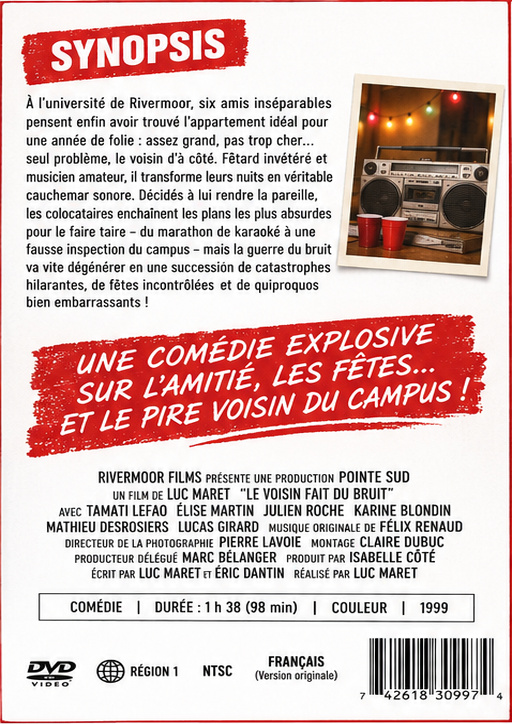 SYNOPSIS
À l'université de Rivermoor, six amis inséparables
pensent enfin avoir trouvé l'appartement idéal pour
une année de folie : assez grand, pas trop cher...
seul problème, le voisin d'à côté. Fêtard invétéré et
musicien amateur, il transforme leurs nuits en véritable
cauchemar sonore. Décidés à lui rendre la pareille,
les colocataires enchaînent les plans les plus absurdes
pour le faire taire – du marathon de karaoké à une
fausse inspection du campus – mais la guerre du bruit
va vite dégénérer en une successión de catastrophes
hilarantes, de fêtes incontrôlées et de quiproquos
bien embarrassants !
UNE COMÉDIE EXPLOSIVE
SUR L'AMITIÉ, LES FÊTES...
ET LE PIRE VOISIN DU CAMPUS !
RIVERMOOR FILMS PRÉSENTE UNE PRODUCTION POINTE SUD
UN FILM DE LUC MARET "LE VOISIN FAIT DU BRUIT"
AVEC TAMATI LEFAO ÉLISE MARTIN JULIEN ROCHE KARINE BLONDIN
MATHIEU DESROSIERS LUCAS GIRARD MUSIQUE ORIGINALE DE FÉLIX RENAUD
DIRECTEUR DE LA PHOTOGRAPHIE PIERRE LAVOIE MONTAGE CLAIRE DUBUC
PRODUCTEUR DÉLÉGUÉ MARC BÉLANGER PRODUIT PAR ISABELLE CÔTÉ
ÉCRIT PAR LUC MARET ET ÉRIC DANTIN RÉALISÉ PAR LUC MARET
COMÉDIE | DURÉE : 1 h 38 (98 min) | COULEUR | 1999
DVD
VIDEO
RÉGION 1
NTSC
FRANÇAIS
(Version originale)
7 42618 30997 4